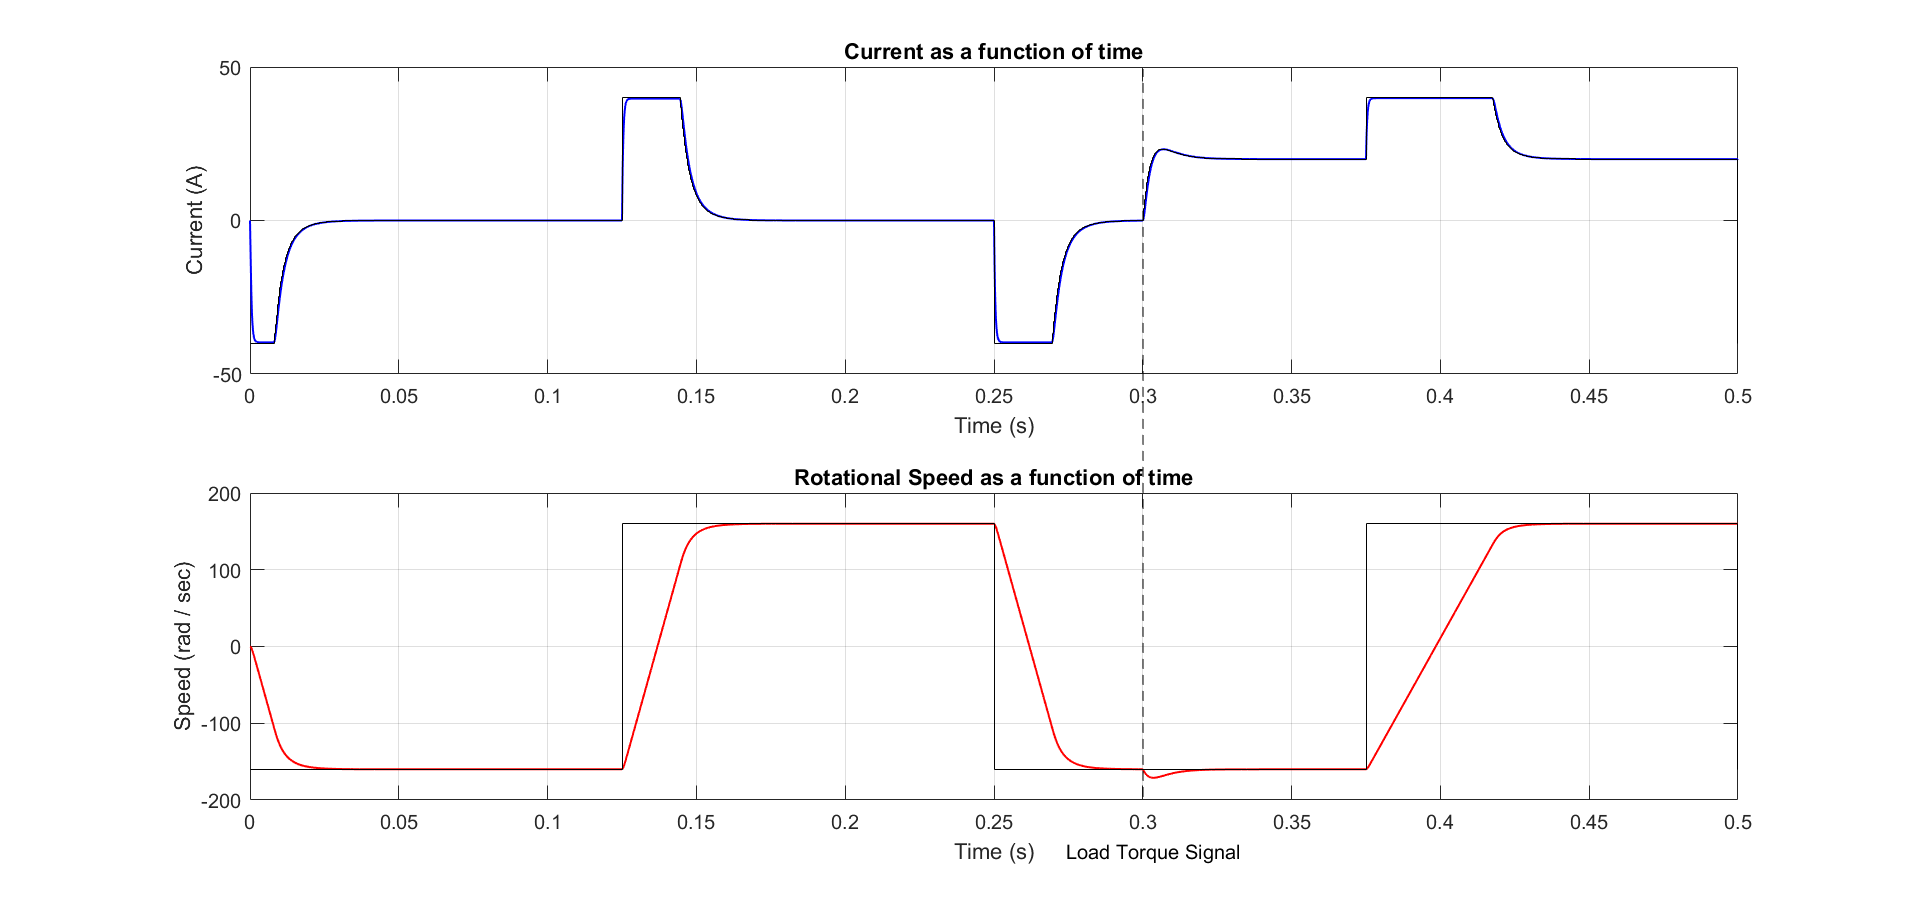 Current as a function of time
50
0
-50
Current (A)
0 0.05 0.1 0.15 0.2 0.25 0.3 0.35 0.4 0.45 0.5
Time (s)
Rotational Speed as a function of time
200
100
0
-100
-200
Speed (rad / sec)
0 0.05 0.1 0.15 0.2 0.25 0.3 0.35 0.4 0.45 0.5
Time (s) Load Torque Signal